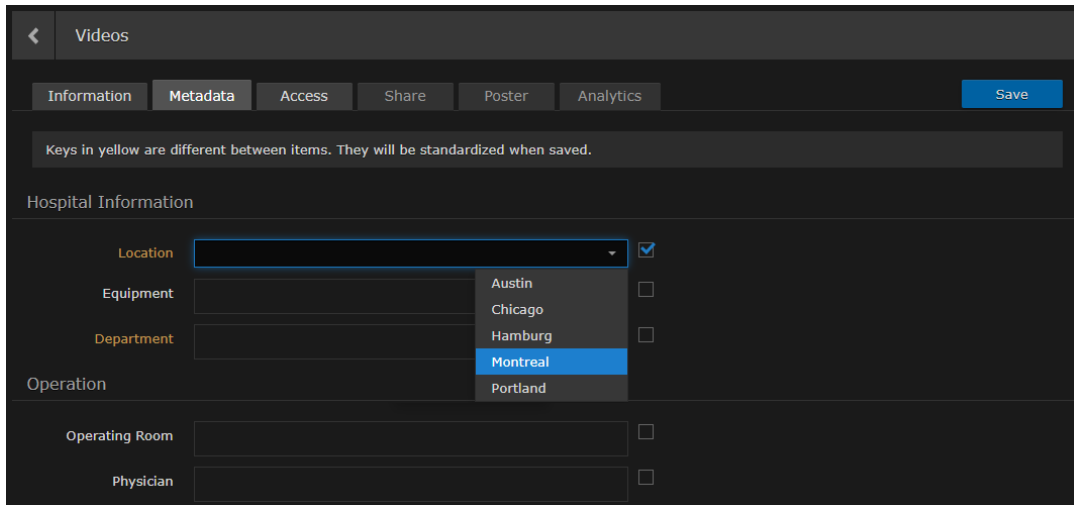 Videos
Information Metadata Access Share Poster Analytics Save
Keys in yellow are different between items. They will be standardized when saved.
Hospital Information
Location
Austin
Equipment
Chicago
Hamburg
Department
Montreal
Operation
Portland
Operating Room
Physician